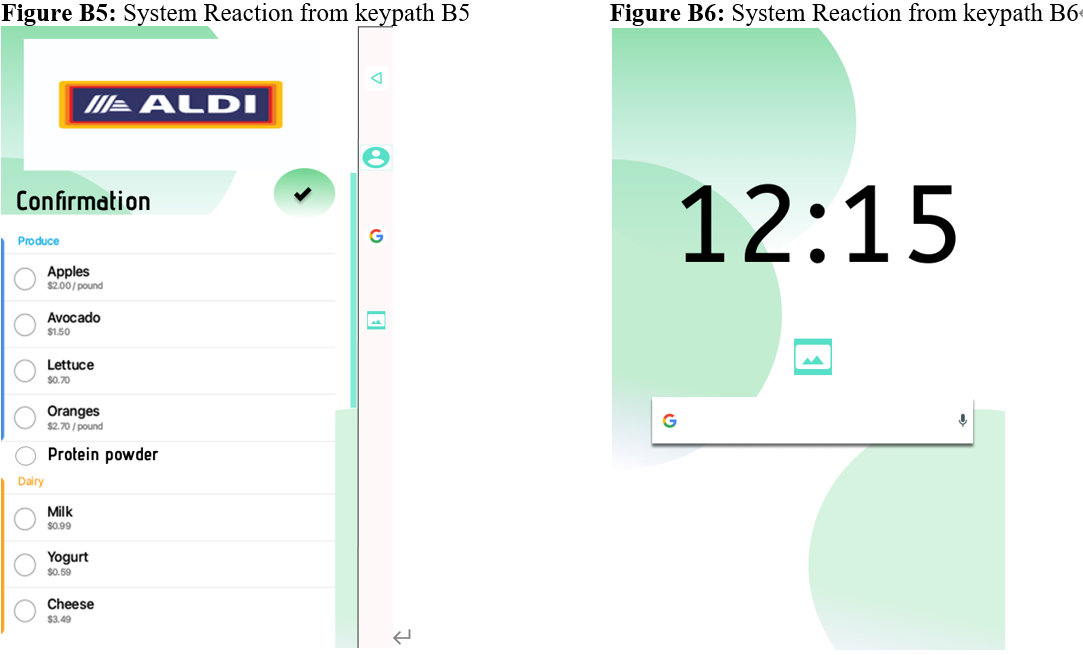 Figure B5: System Reaction from keypath B5
ALDI
Confirmation
Produce
Apples
$2.00 / pound
Avocado
$1.50
Lettuce
$0.70
Oranges
$2.70 / pound
Protein powder
Dairy
Milk
$0.99
Yogurt
$0.59
Cheese
$3.49
Figure B6: System Reaction from keypath B6
12:15